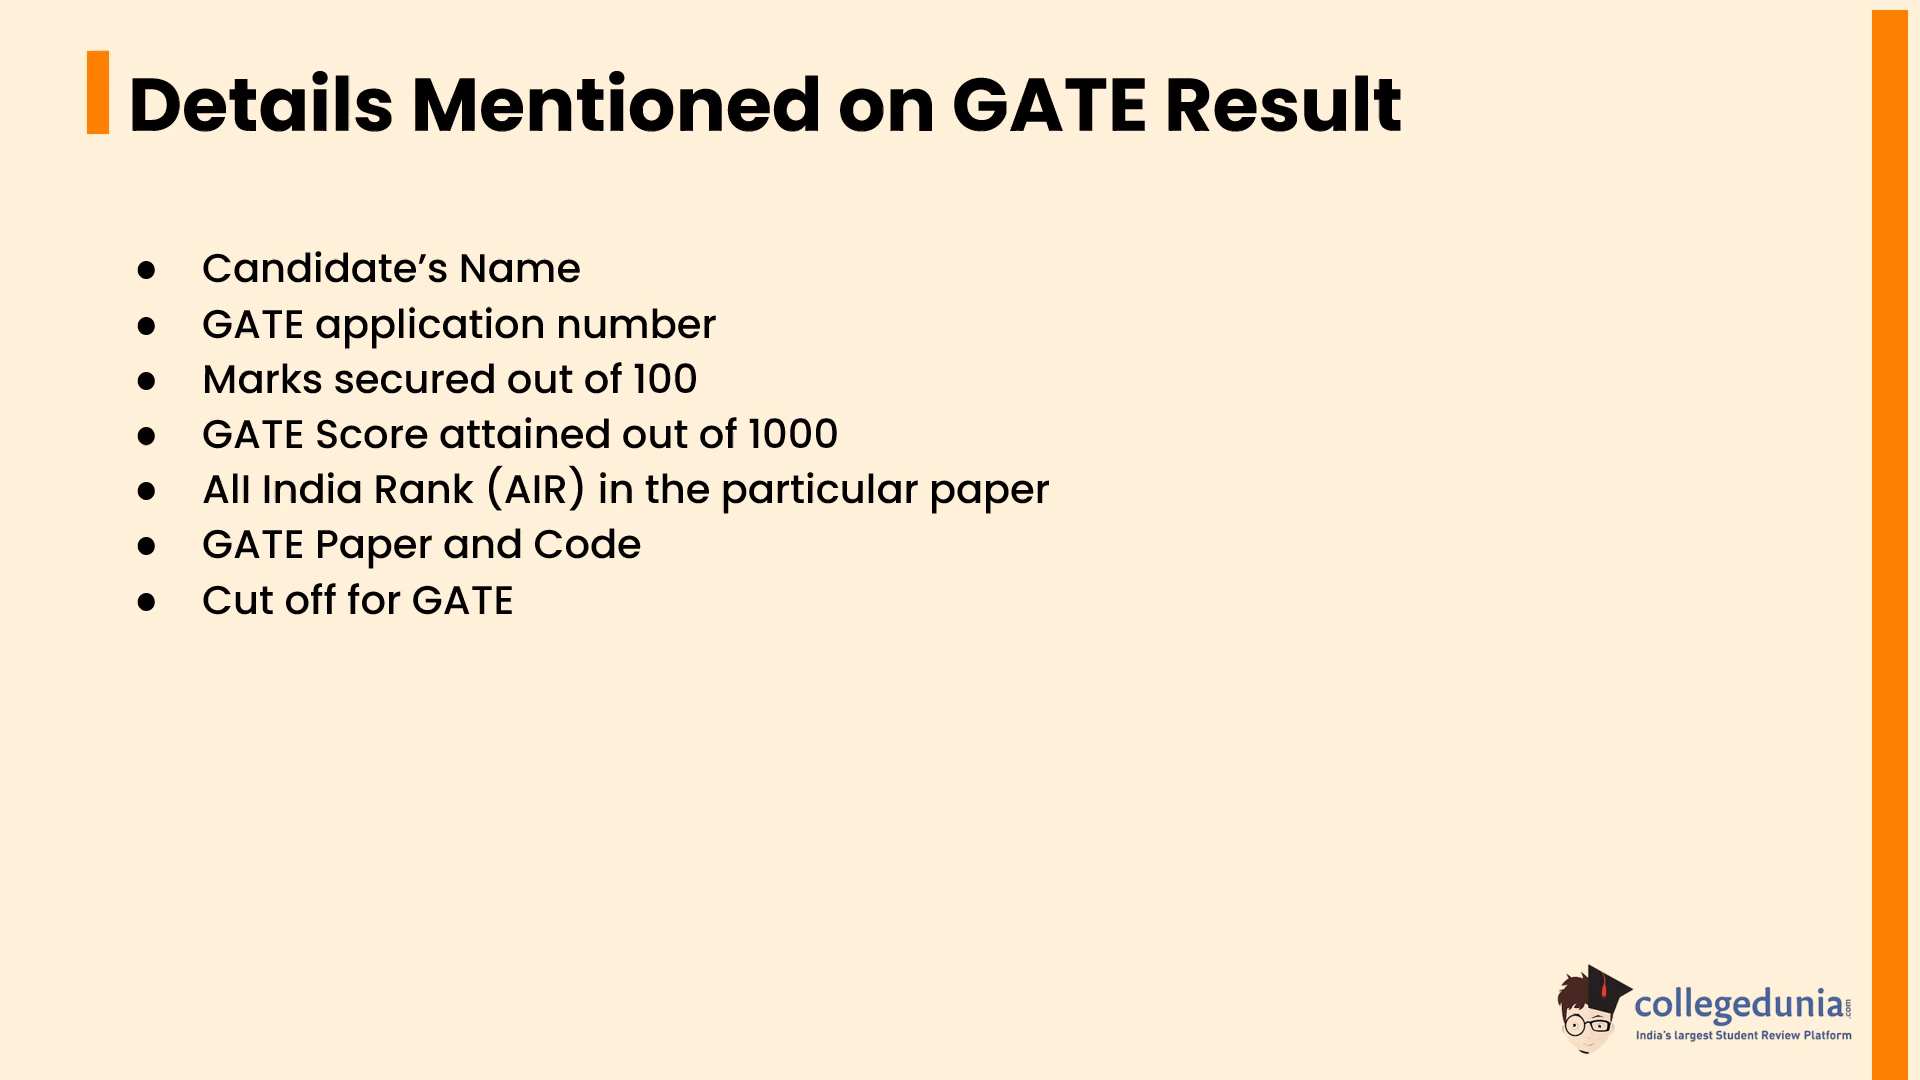 Details Mentioned on GATE Result
● Candidate’s Name
● GATE application number
● Marks secured out of 100
● GATE Score attained out of 1000
● All India Rank (AIR) in the particular paper
● GATE Paper and Code
● Cut off for GATE
collegedunia.com
India's largest Student Review Platform